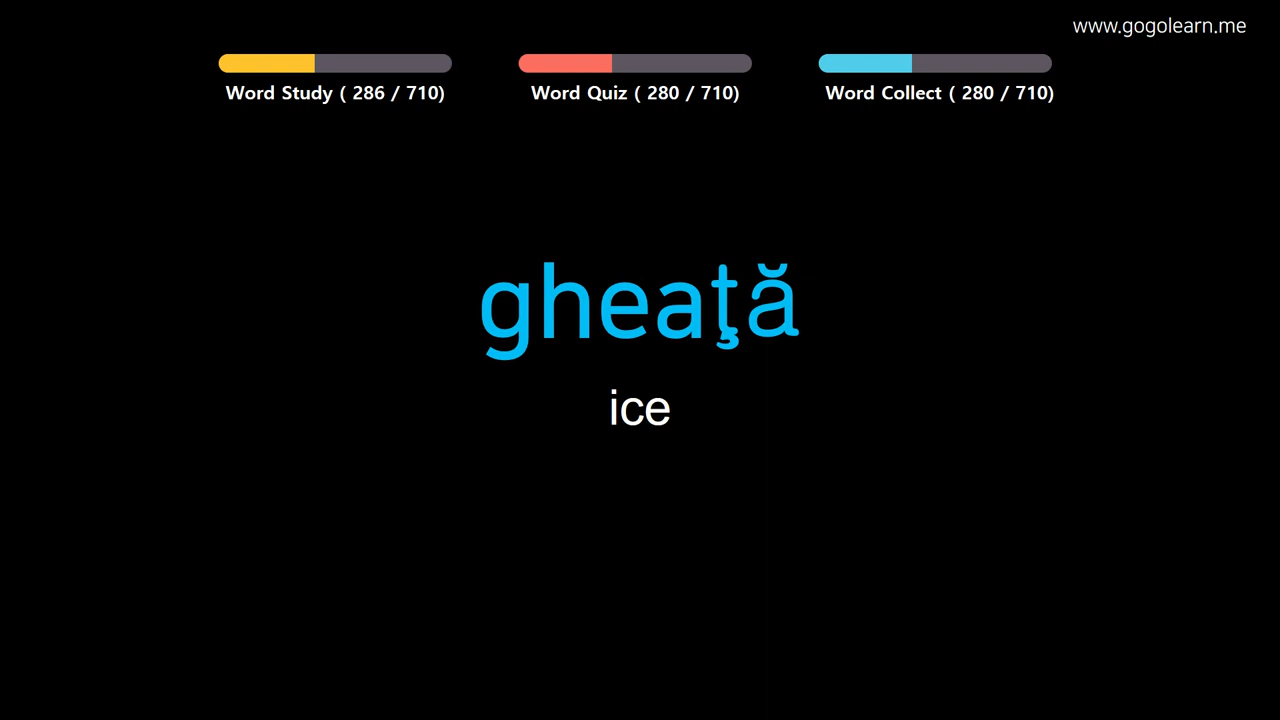 www.gogolearn.me
Word Study ( 286 / 710)
Word Quiz ( 280 / 710)
Word Collect ( 280 / 710)
gheaţă
ice